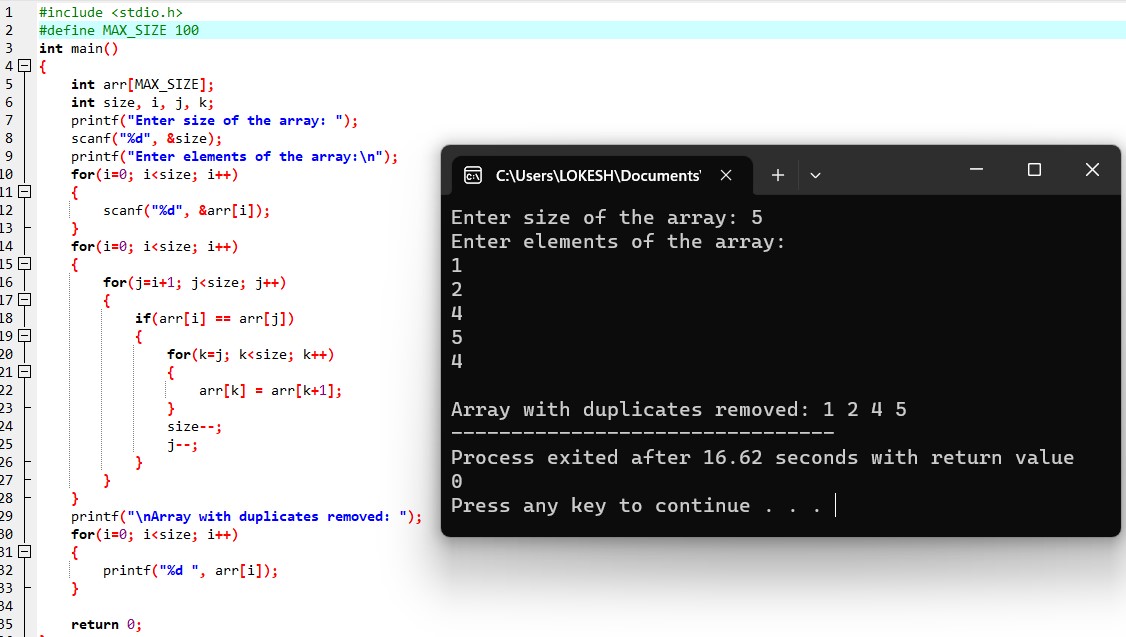 1 #include <stdio.h>
2 #define MAX_SIZE 100
3 int main()
4 {
5 int arr[MAX_SIZE];
6 int size, i, j, k;
7 printf("Enter size of the array: ");
8 scanf("%d", &size);
9 printf("Enter elements of the array:\n");
10 for(i=0; i<size; i++)
11 {
12 scanf("%d", &arr[i]);
13 }
14 for(i=0; i<size; i++)
15 {
16 for(j=i+1; j<size; j++)
17 {
18 if(arr[i] == arr[j])
19 {
20 for(k=j; k<size; k++)
21 {
22 arr[k] = arr[k+1];
23 }
24 size--;
25 j--;
26 }
27 }
28 }
29 printf("\nArray with duplicates removed: ");
30 for(i=0; i<size; i++)
31 {
32 printf("%d ", arr[i]);
33 }
34
35 return 0;
C:\Users\LOKESH\Documents'
Enter size of the array: 5
Enter elements of the array:
1
2
4
5
4
Array with duplicates removed: 1 2 4 5
--------------------------------
Process exited after 16.62 seconds with return value
0
Press any key to continue . . .